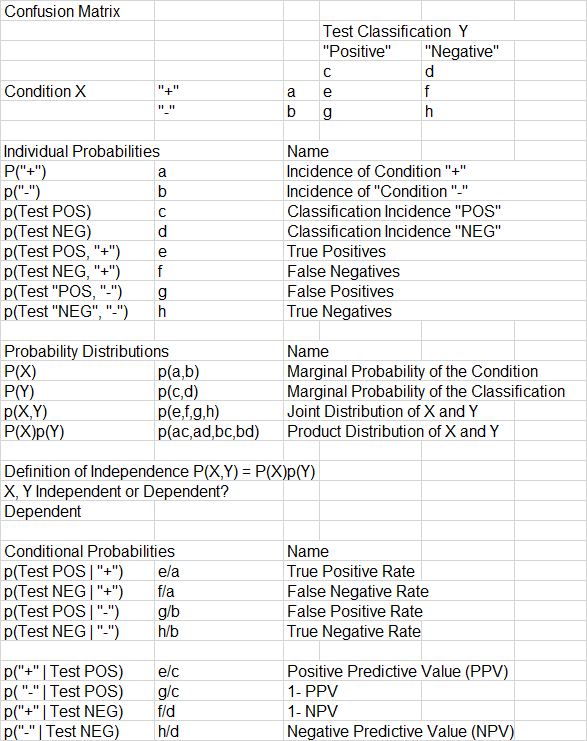 Confusion Matrix
Test Classification Y
"Positive" "Negative"
c d
Condition X "+" a e f
"-" b g h
Individual Probabilities Name
P("+") a Incidence of Condition "+"
p("-") b Incidence of "Condition "-"
p(Test POS) c Classification Incidence "POS"
p(Test NEG) d Classification Incidence "NEG"
p(Test POS, "+") e True Positives
p(Test NEG, "+") f False Negatives
p(Test "POS, "-") g False Positives
p(Test "NEG", "-") h True Negatives
Probability Distributions Name
P(X) p(a,b) Marginal Probability of the Condition
P(Y) p(c,d) Marginal Probability of the Classification
p(X,Y) p(e,f,g,h) Joint Distribution of X and Y
P(X)p(Y) p(ac,ad,bc,bd) Product Distribution of X and Y
Definition of Independence P(X,Y) = P(X)p(Y)
X, Y Independent or Dependent?
Dependent
Conditional Probabilities Name
p(Test POS | "+") e/a True Positive Rate
p(Test NEG | "+") f/a False Negative Rate
p(Test POS | "-") g/b False Positive Rate
p(Test NEG | "-") h/b True Negative Rate
p("+" | Test POS) e/c Positive Predictive Value (PPV)
p( "-" | Test POS) g/c 1- PPV
p("+" | Test NEG) f/d 1- NPV
p("-" | Test NEG) h/d Negative Predictive Value (NPV)